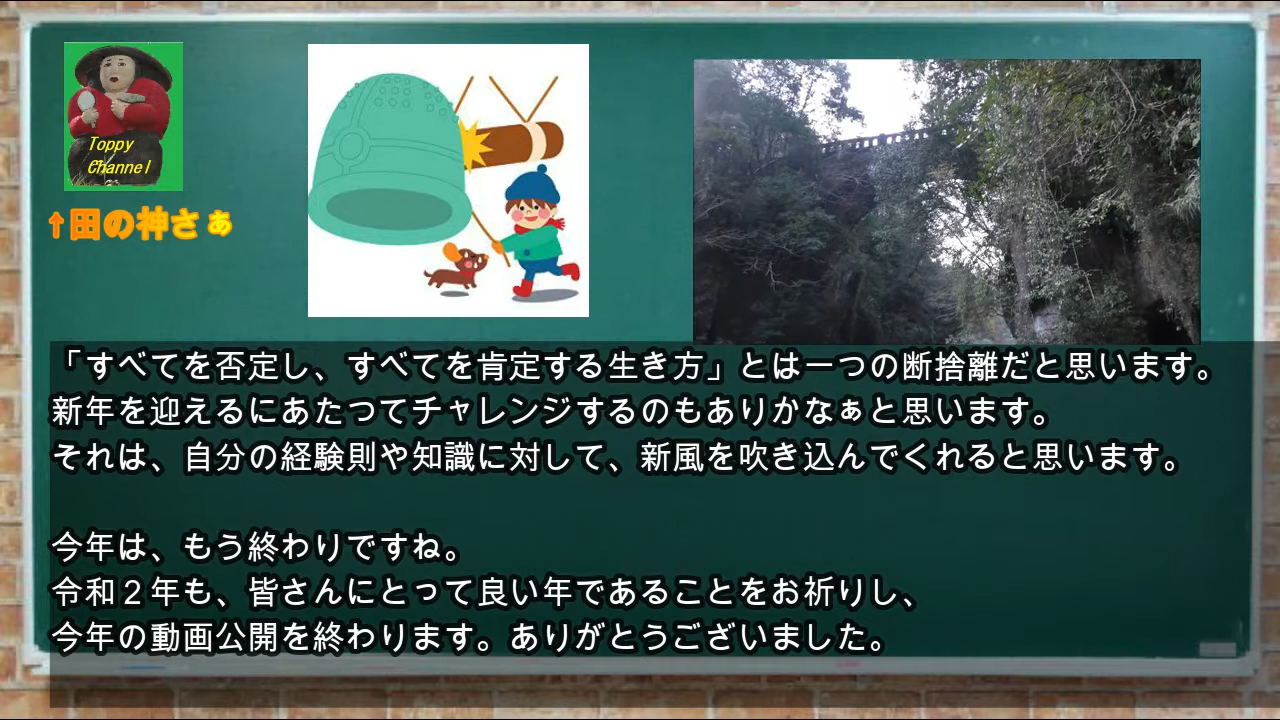 Toppy
Channel
↑田の神さぁ
「すべてを否定し、すべてを肯定する生き方」とは一つの断捨離だと思います。
新年を迎えるにあたつてチャレンジするのもありかなぁと思います。
それは、自分の経験則や知識に対して、新風を吹き込んでくれると思います。
今年は、もう終わりですね。
令和２年も、皆さんにとって良い年であることをお祈りし、
今年の動画公開を終わります。ありがとうございました。